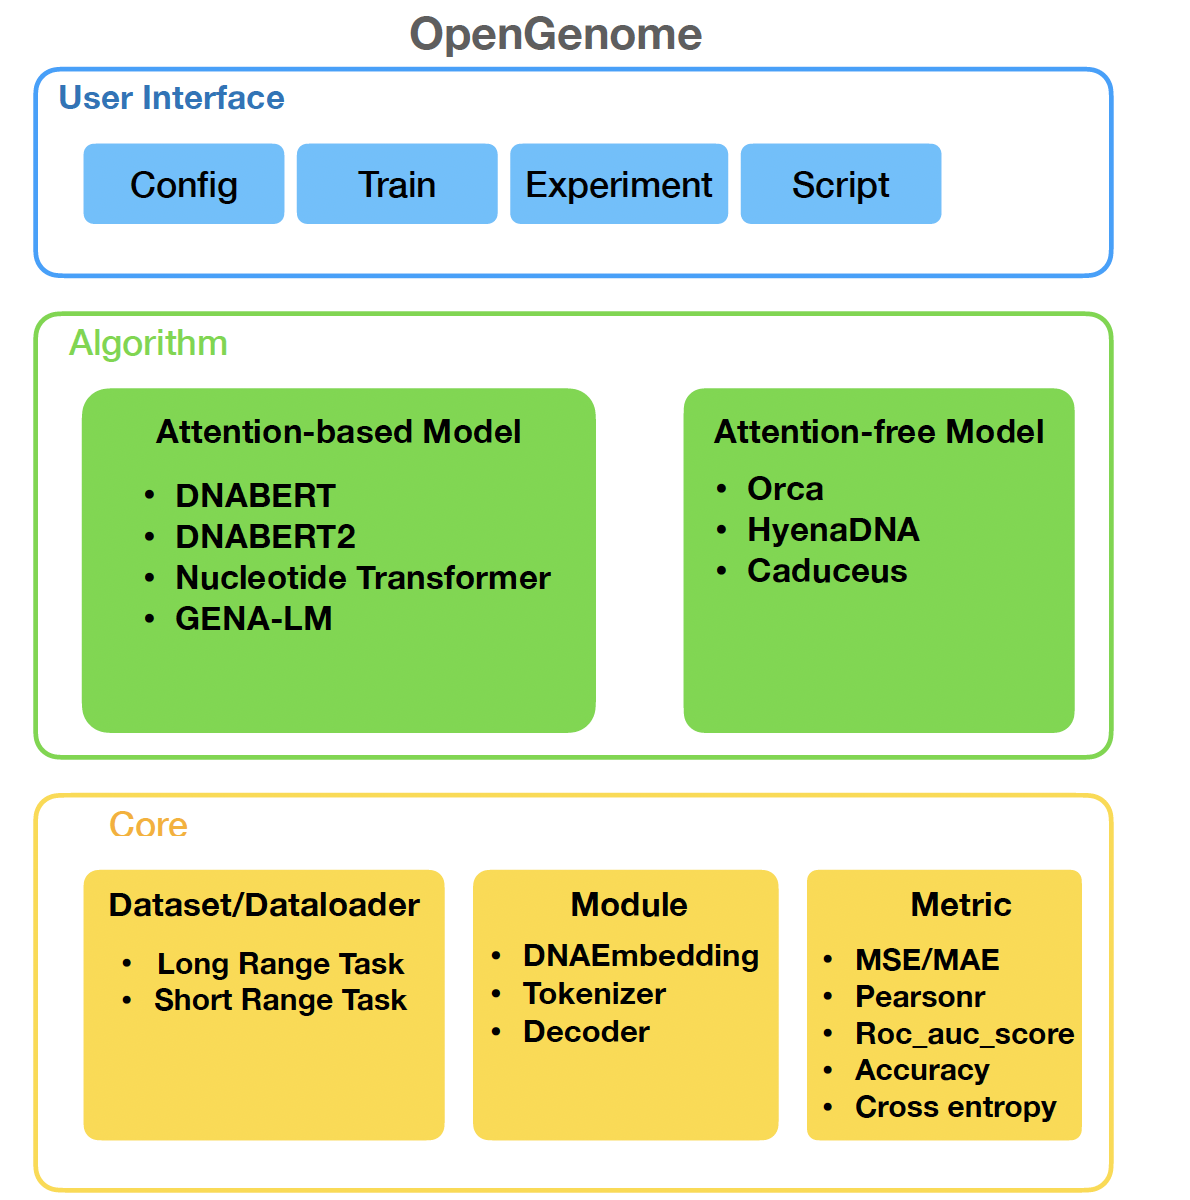 OpenGenome
User Interface
Config
Train
Experiment
Script
Algorithm
Attention-based Model
• DNABERT
• DNABERT2
• Nucleotide Transformer
• GENA-LM
Attention-free Model
• Orca
• HyenaDNA
• Caduceus
Core
Dataset/Dataloader
• Long Range Task
• Short Range Task
Module
• DNAEmbedding
• Tokenizer
• Decoder
Metric
• MSE/MAE
• Pearsonr
• Roc_auc_score
• Accuracy
• Cross entropy